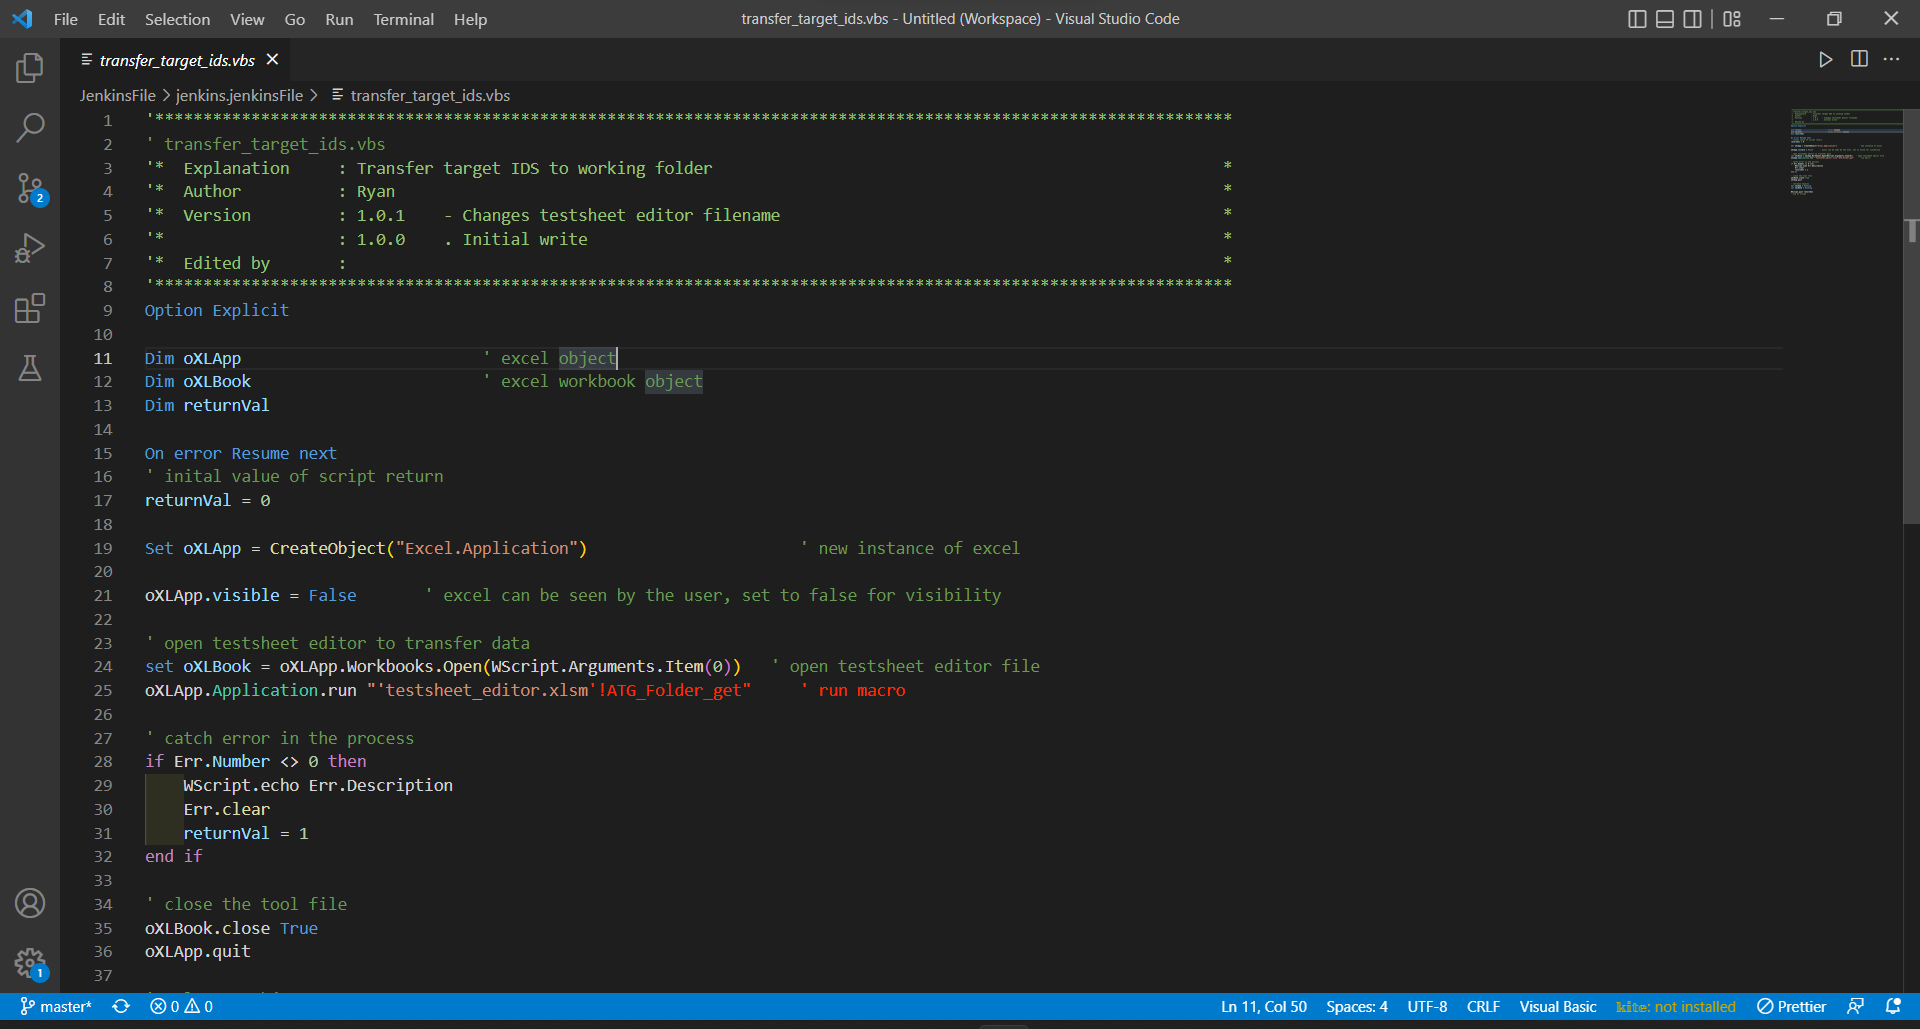 File Edit Selection View Go Run Terminal Help
transfer_target_ids.vbs - Untitled (Workspace) - Visual Studio Code
transfer_target_ids.vbs
JenkinsFile > jenkins.jenkinsFile > transfer_target_ids.vbs
1 '****************************************************************************************************************
2 ' transfer_target_ids.vbs
3 '*  Explanation     : Transfer target IDS to working folder *
4 '*  Author          : Ryan *
5 '*  Version         : 1.0.1    - Changes testsheet editor filename *
6 '*                  : 1.0.0    . Initial write *
7 '*  Edited by       : *
8 '****************************************************************************************************************
9 Option Explicit
10
11 Dim oXLApp                         ' excel object
12 Dim oXLBook                        ' excel workbook object
13 Dim returnVal
14
15 On error Resume next
16 ' inital value of script return
17 returnVal = 0
18
19 Set oXLApp = CreateObject("Excel.Application")                       ' new instance of excel
20
21 oXLApp.visible = False       ' excel can be seen by the user, set to false for visibility
22
23 ' open testsheet editor to transfer data
24 set oXLBook = oXLApp.Workbooks.Open(WScript.Arguments.Item(0))   ' open testsheet editor file
25 oXLApp.Application.run "'testsheet_editor.xlsm'!ATG_Folder_get"     ' run macro
26
27 ' catch error in the process
28 if Err.Number <> 0 then
29     WScript.echo Err.Description
30     Err.clear
31     returnVal = 1
32 end if
33
34 ' close the tool file
35 oXLBook.close True
36 oXLApp.quit
37
2
1
master* 0 0 Ln 11, Col 50 Spaces: 4 UTF-8 CRLF Visual Basic kite: not installed Prettier